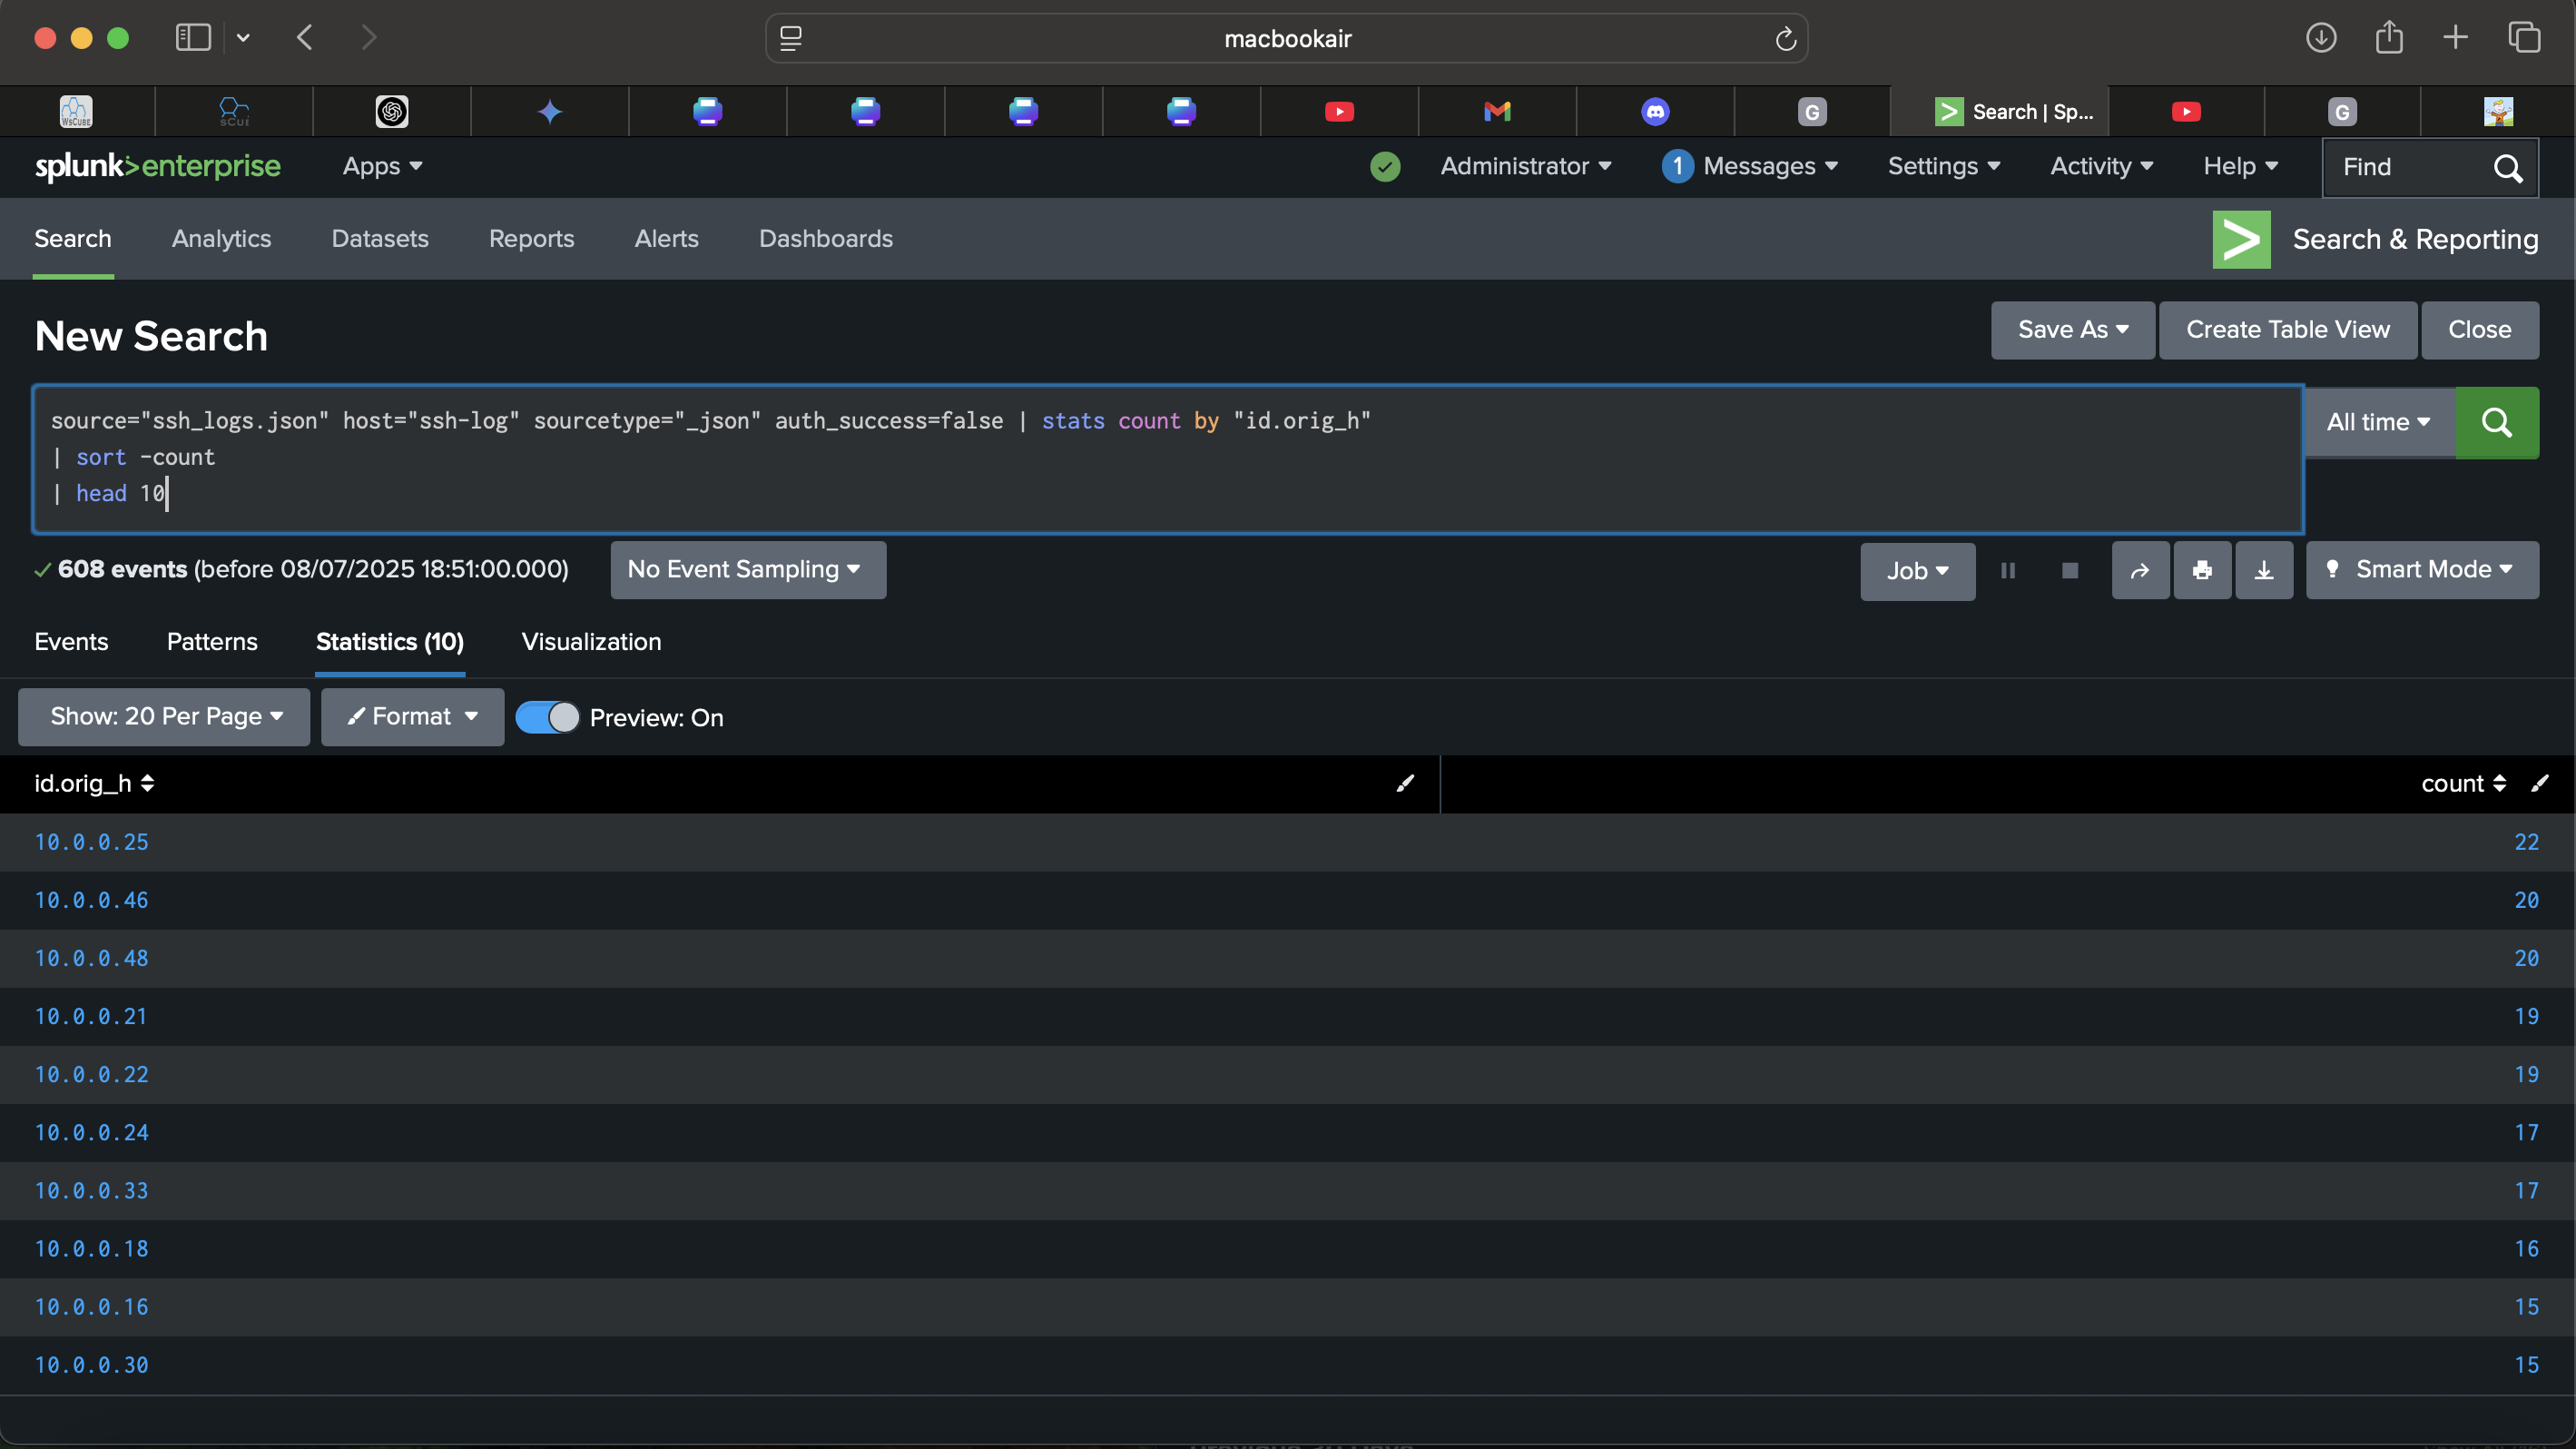 macbookair
WsCUBE
Search | Sp...
splunk>enterprise Apps Administrator 1 Messages Settings Activity Help Find
Search Analytics Datasets Reports Alerts Dashboards Search & Reporting
New Search Save As Create Table View Close
source="ssh_logs.json" host="ssh-log" sourcetype="_json" auth_success=false | stats count by "id.orig_h"
| sort -count
| head 10
All time
608 events (before 08/07/2025 18:51:00.000) No Event Sampling Job Smart Mode
Events Patterns Statistics (10) Visualization
Show: 20 Per Page Format Preview: On
id.orig_h count
10.0.0.25 22
10.0.0.46 20
10.0.0.48 20
10.0.0.21 19
10.0.0.22 19
10.0.0.24 17
10.0.0.33 17
10.0.0.18 16
10.0.0.16 15
10.0.0.30 15